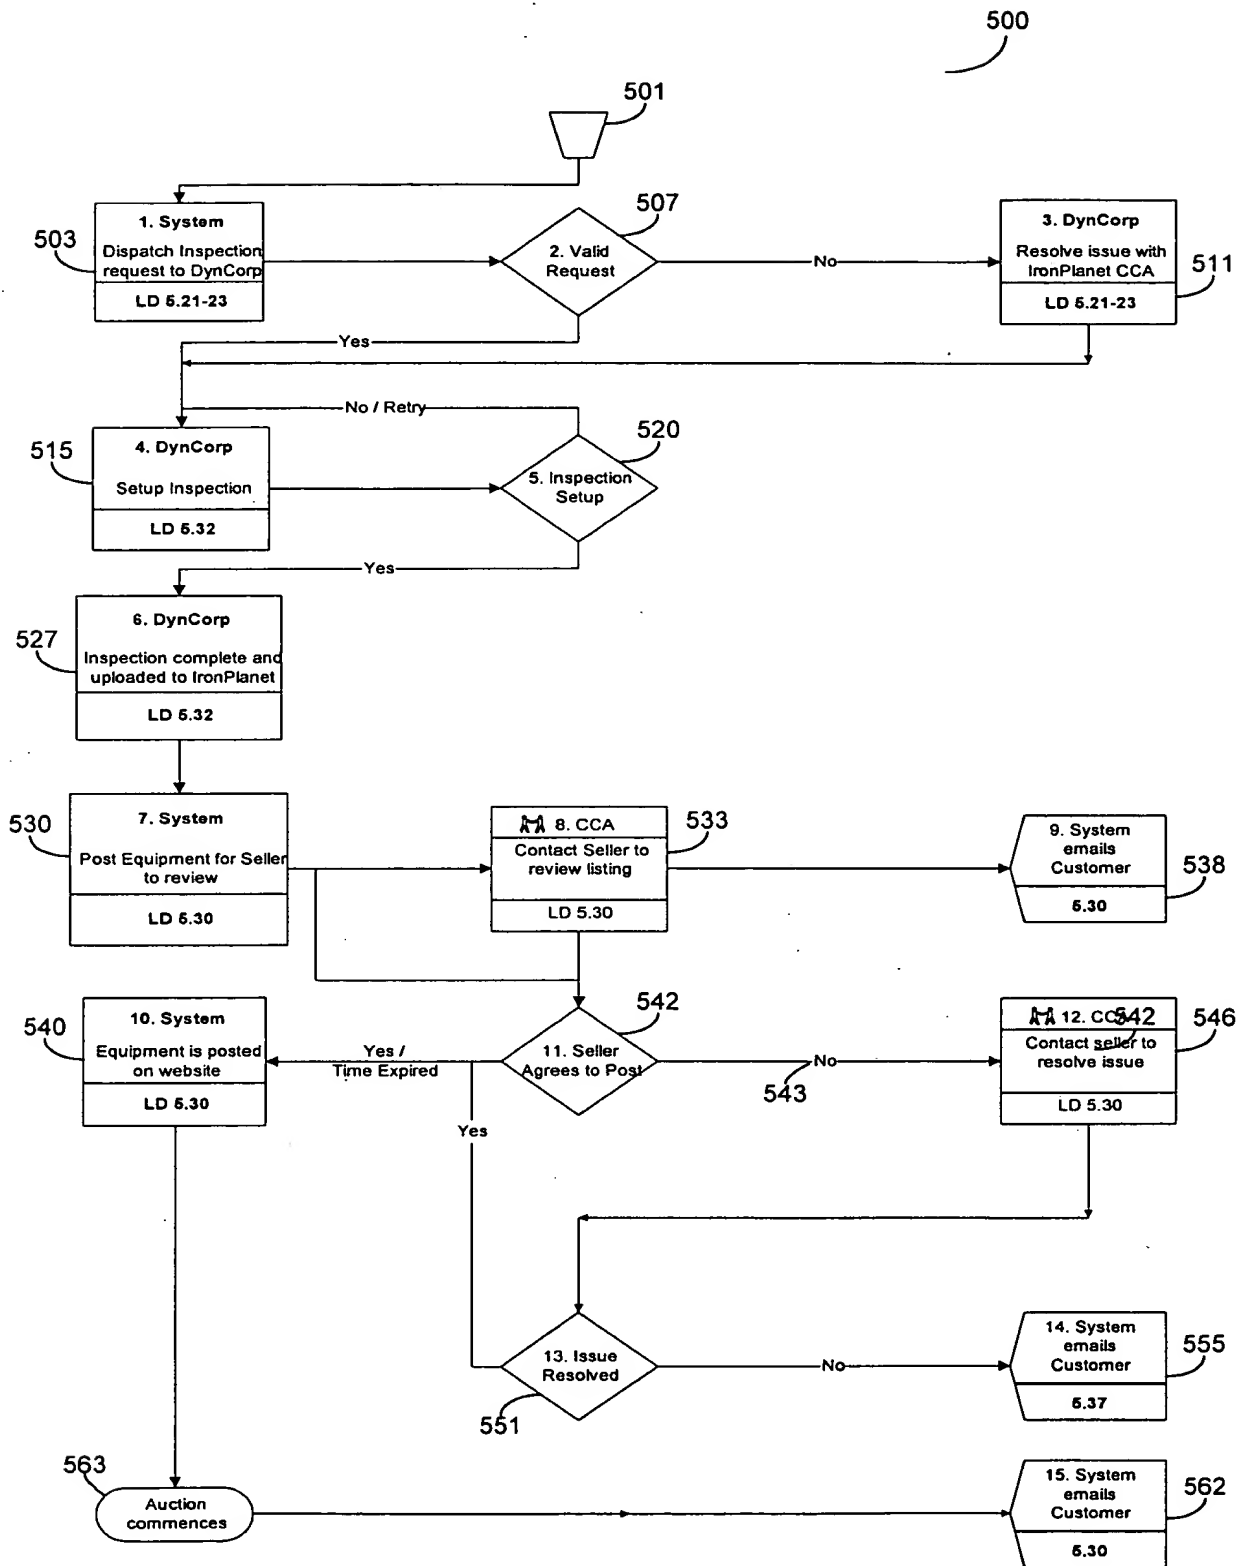 500
501
507
1. System
3. DynCorp
503
Dispatch Inspection
request to DynCorp
2. Valid
Request
No
Resolve issue with
IronPlanet CCA
511
LD 5.21-23
LD 5.21-23
Yes
No / Retry
520
515
4. DynCorp
Setup Inspection
5. Inspection
Setup
LD 5.32
Yes
6. DynCorp
527
Inspection complete and
uploaded to IronPlanet
LD 5.32
530
7. System
Post Equipment for Seller
to review
LD 5.30
8. CCA
533
Contact Seller to
review listing
LD 5.30
9. System
emails
Customer
538
5.30
542
540
10. System
Equipment is posted
on website
LD 5.30
Yes /
Time Expired
11. Seller
Agrees to Post
No
543
12. CCA
542
546
Contact seller to
resolve issue
LD 5.30
Yes
13. Issue
Resolved
551
No
14. System
emails
Customer
555
5.37
563
Auction
commences
15. System
emails
Customer
562
5.30